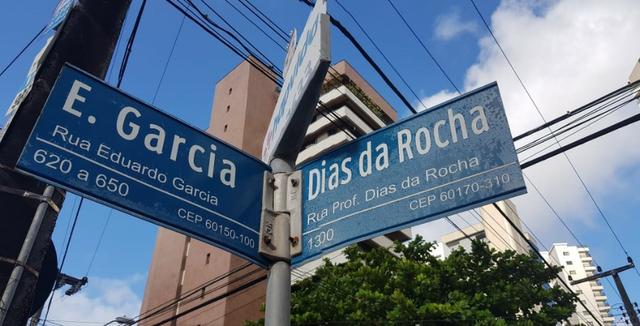 E. Garcia
Rua Eduardo Garcia
620 a 650
CEP 60150-100
Dias da Rocha
Rua Prof. Dias da Rocha
CEP 60170-310
1300